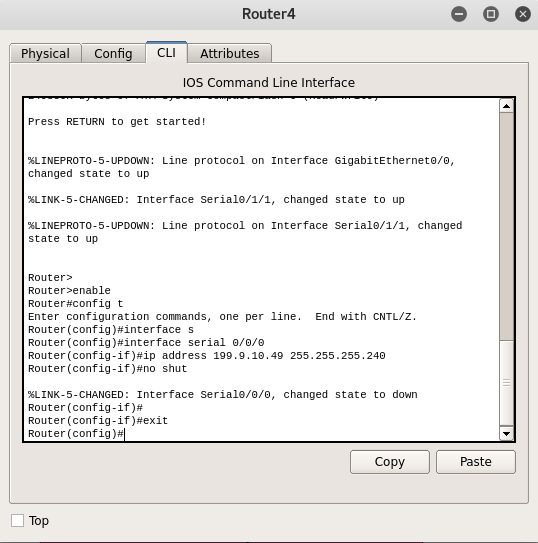 Router4
Physical Config CLI Attributes
IOS Command Line Interface
Press RETURN to get started!
%LINEPROTO-5-UPDOWN: Line protocol on Interface GigabitEthernet0/0,
changed state to up
%LINK-5-CHANGED: Interface Serial0/1/1, changed state to up
%LINEPROTO-5-UPDOWN: Line protocol on Interface Serial0/1/1, changed
state to up
Router>
Router>enable
Router#config t
Enter configuration commands, one per line.  End with CNTL/Z.
Router(config)#interface s
Router(config)#interface serial 0/0/0
Router(config-if)#ip address 199.9.10.49 255.255.255.240
Router(config-if)#no shut
%LINK-5-CHANGED: Interface Serial0/0/0, changed state to down
Router(config-if)#
Router(config-if)#exit
Router(config)#
Copy Paste
Top